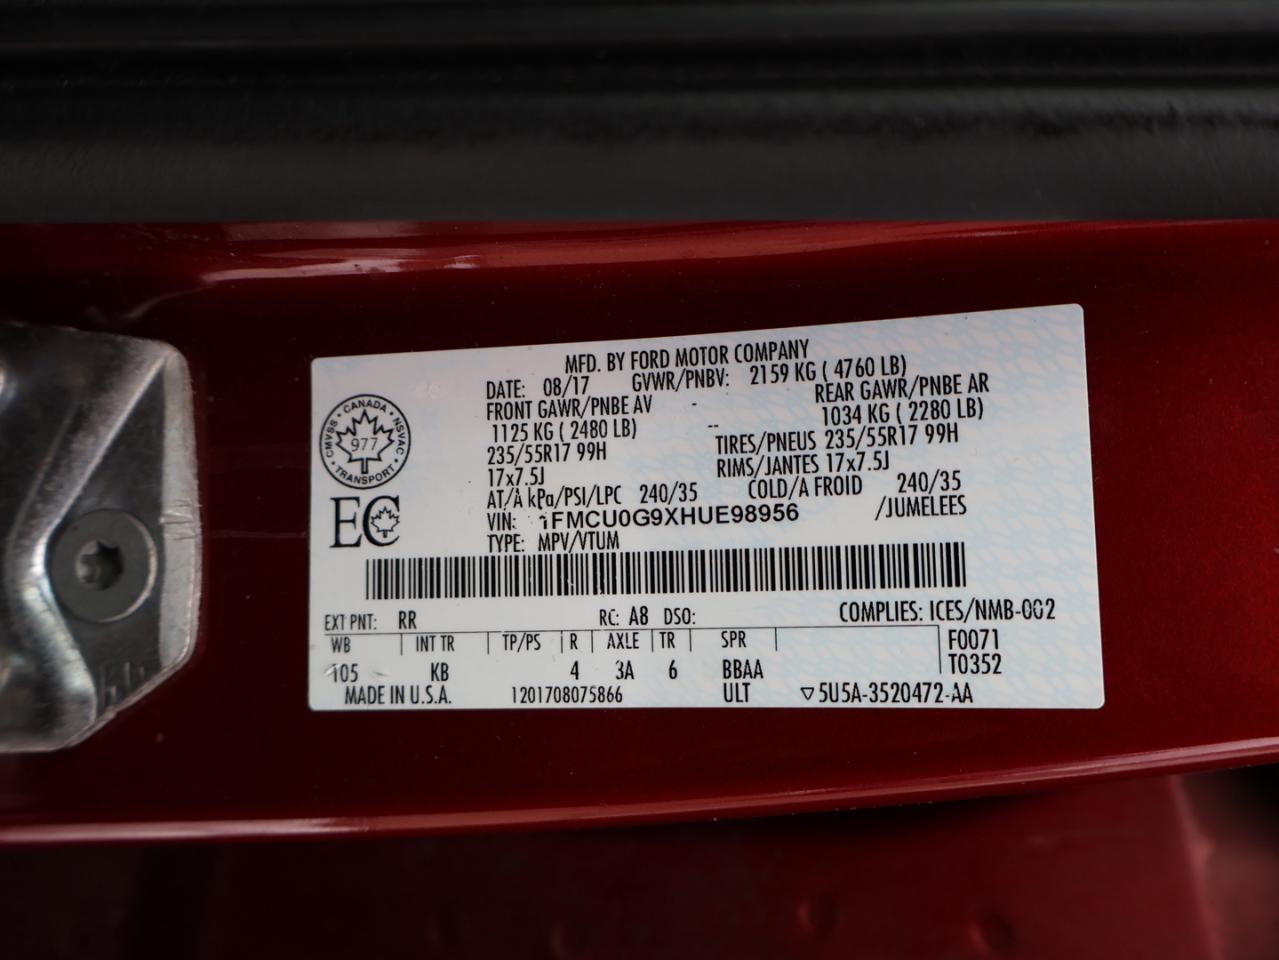 MFD. BY FORD MOTOR COMPANY
DATE: 08/17 GVWR/PNBV: 2159 KG ( 4760 LB)
FRONT GAWR/PNBE AV - REAR GAWR/PNBE AR
1125 KG ( 2480 LB) -- 1034 KG ( 2280 LB)
235/55R17 99H TIRES/PNEUS 235/55R17 99H
17x7.5J RIMS/JANTES 17x7.5J
AT/À kPa/PSI/LPC 240/35 COLD/A FROID 240/35
VIN: 1FMCU0G9XHUE98956 /JUMELEES
TYPE: MPV/VTUM
CMVSS • CANADA • NSVAC • TRANSPORT •
977
EC
EXT PNT: RR RC: A8 DSO: COMPLIES: ICES/NMB-002
WB | INT TR | TP/PS | R | AXLE | TR | SPR | F0071
105 KB 4 3A 6 BBAA T0352
MADE IN U.S.A. 1201708075866 ULT ▽5U5A-3520472-AA